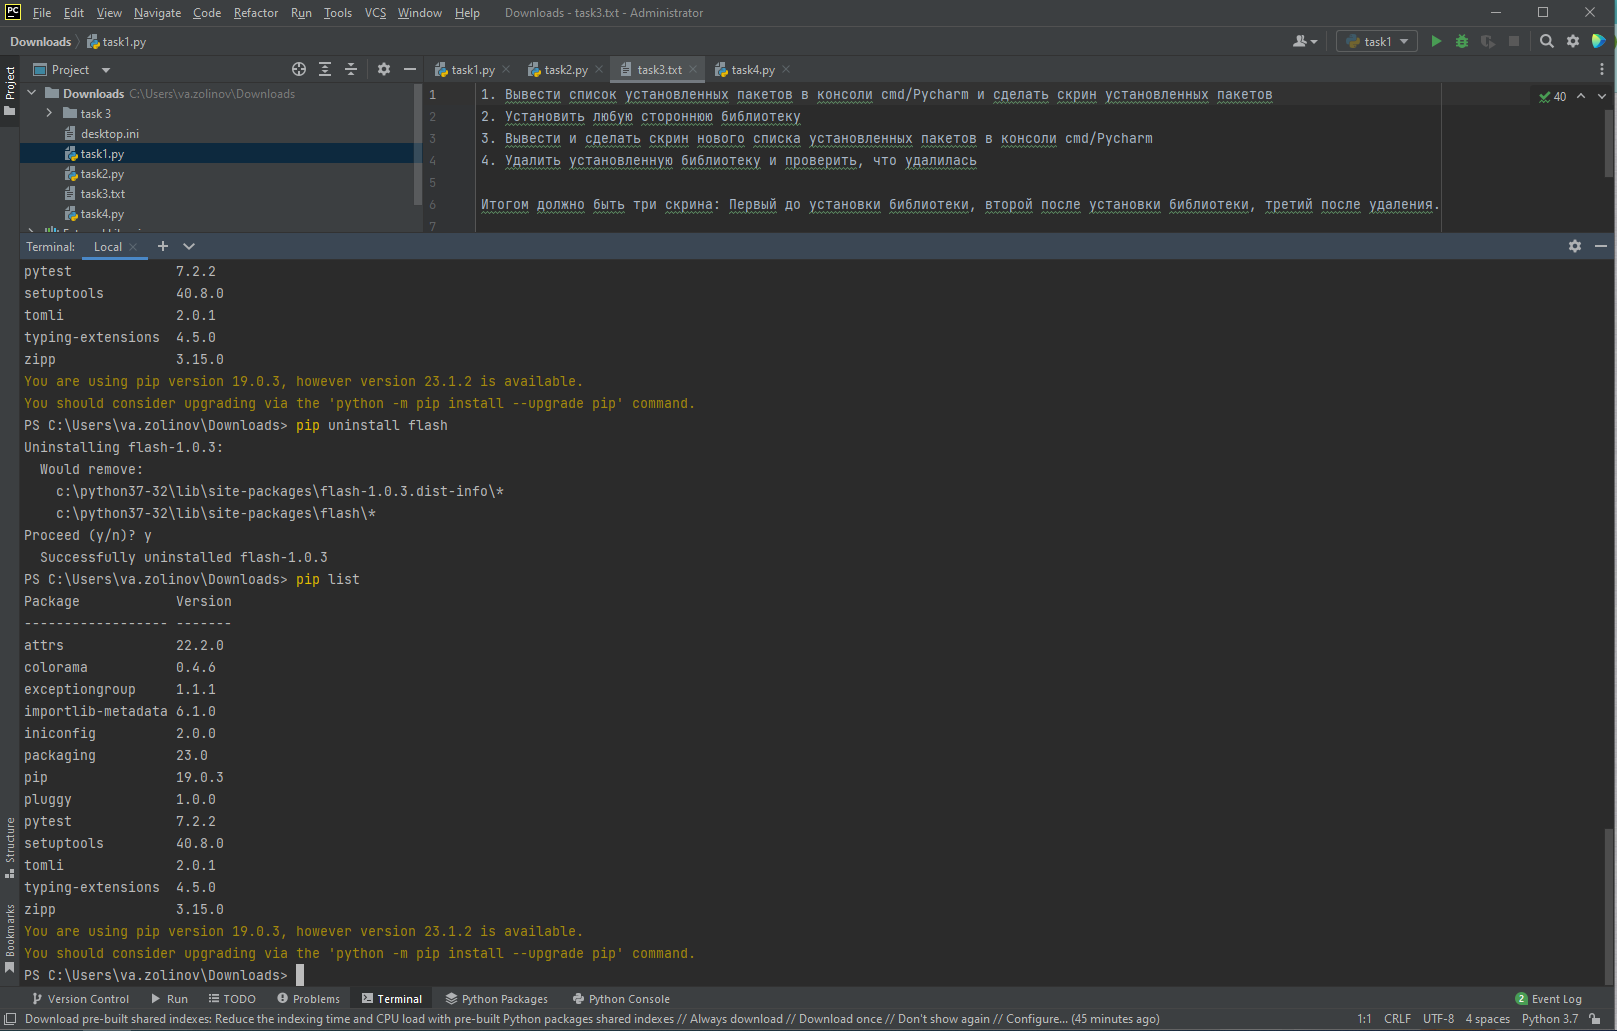 PC File Edit View Navigate Code Refactor Run Tools VCS Window Help Downloads - task3.txt - Administrator
Downloads task1.py task1
Project
Project task1.py task2.py task3.txt task4.py
Downloads C:\Users\va.zolinov\Downloads
task 3
desktop.ini
task1.py
task2.py
task3.txt
task4.py
1 1. Вывести список установленных пакетов в консоли cmd/Pycharm и сделать скрин установленных пакетов
2 2. Установить любую стороннюю библиотеку
3 3. Вывести и сделать скрин нового списка установленных пакетов в консоли cmd/Pycharm
4 4. Удалить установленную библиотеку и проверить, что удалилась
5
6 Итогом должно быть три скрина: Первый до установки библиотеки, второй после установки библиотеки, третий после удаления.
7
40
Terminal: Local
pytest 7.2.2
setuptools 40.8.0
tomli 2.0.1
typing-extensions 4.5.0
zipp 3.15.0
You are using pip version 19.0.3, however version 23.1.2 is available.
You should consider upgrading via the 'python -m pip install --upgrade pip' command.
PS C:\Users\va.zolinov\Downloads> pip uninstall flash
Uninstalling flash-1.0.3:
Would remove:
c:\python37-32\lib\site-packages\flash-1.0.3.dist-info\*
c:\python37-32\lib\site-packages\flash\*
Proceed (y/n)? y
Successfully uninstalled flash-1.0.3
PS C:\Users\va.zolinov\Downloads> pip list
Package Version
------------------ -------
attrs 22.2.0
colorama 0.4.6
exceptiongroup 1.1.1
importlib-metadata 6.1.0
iniconfig 2.0.0
packaging 23.0
pip 19.0.3
pluggy 1.0.0
pytest 7.2.2
setuptools 40.8.0
tomli 2.0.1
typing-extensions 4.5.0
zipp 3.15.0
You are using pip version 19.0.3, however version 23.1.2 is available.
You should consider upgrading via the 'python -m pip install --upgrade pip' command.
PS C:\Users\va.zolinov\Downloads>
Structure
Bookmarks
Version Control Run TODO Problems Terminal Python Packages Python Console 2 Event Log
Download pre-built shared indexes: Reduce the indexing time and CPU load with pre-built Python packages shared indexes // Always download // Download once // Don't show again // Configure... (45 minutes ago) 1:1 CRLF UTF-8 4 spaces Python 3.7